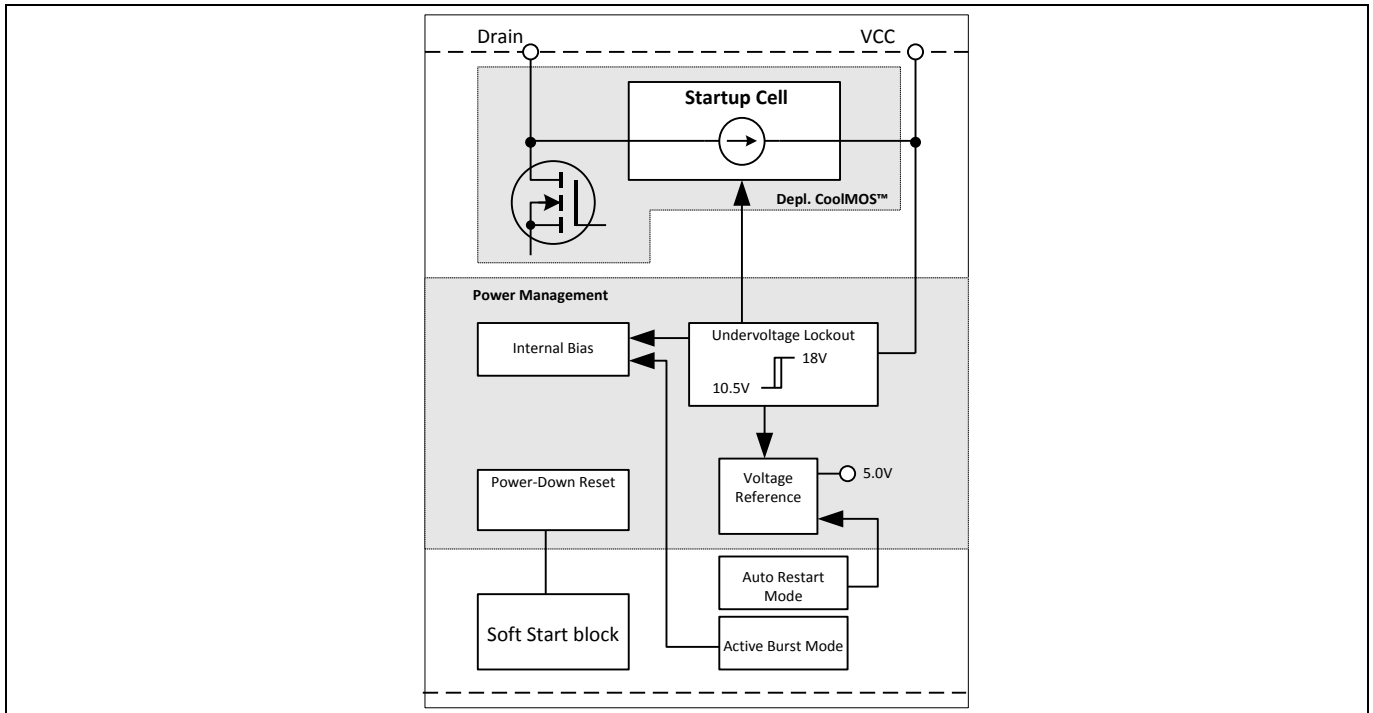 Drain
VCC
Startup Cell
Depl. CoolMOS™
Power Management
Internal Bias
Undervoltage Lockout
18V
10.5V
Power-Down Reset
Voltage
Reference
5.0V
Auto Restart
Mode
Soft Start block
Active Burst Mode